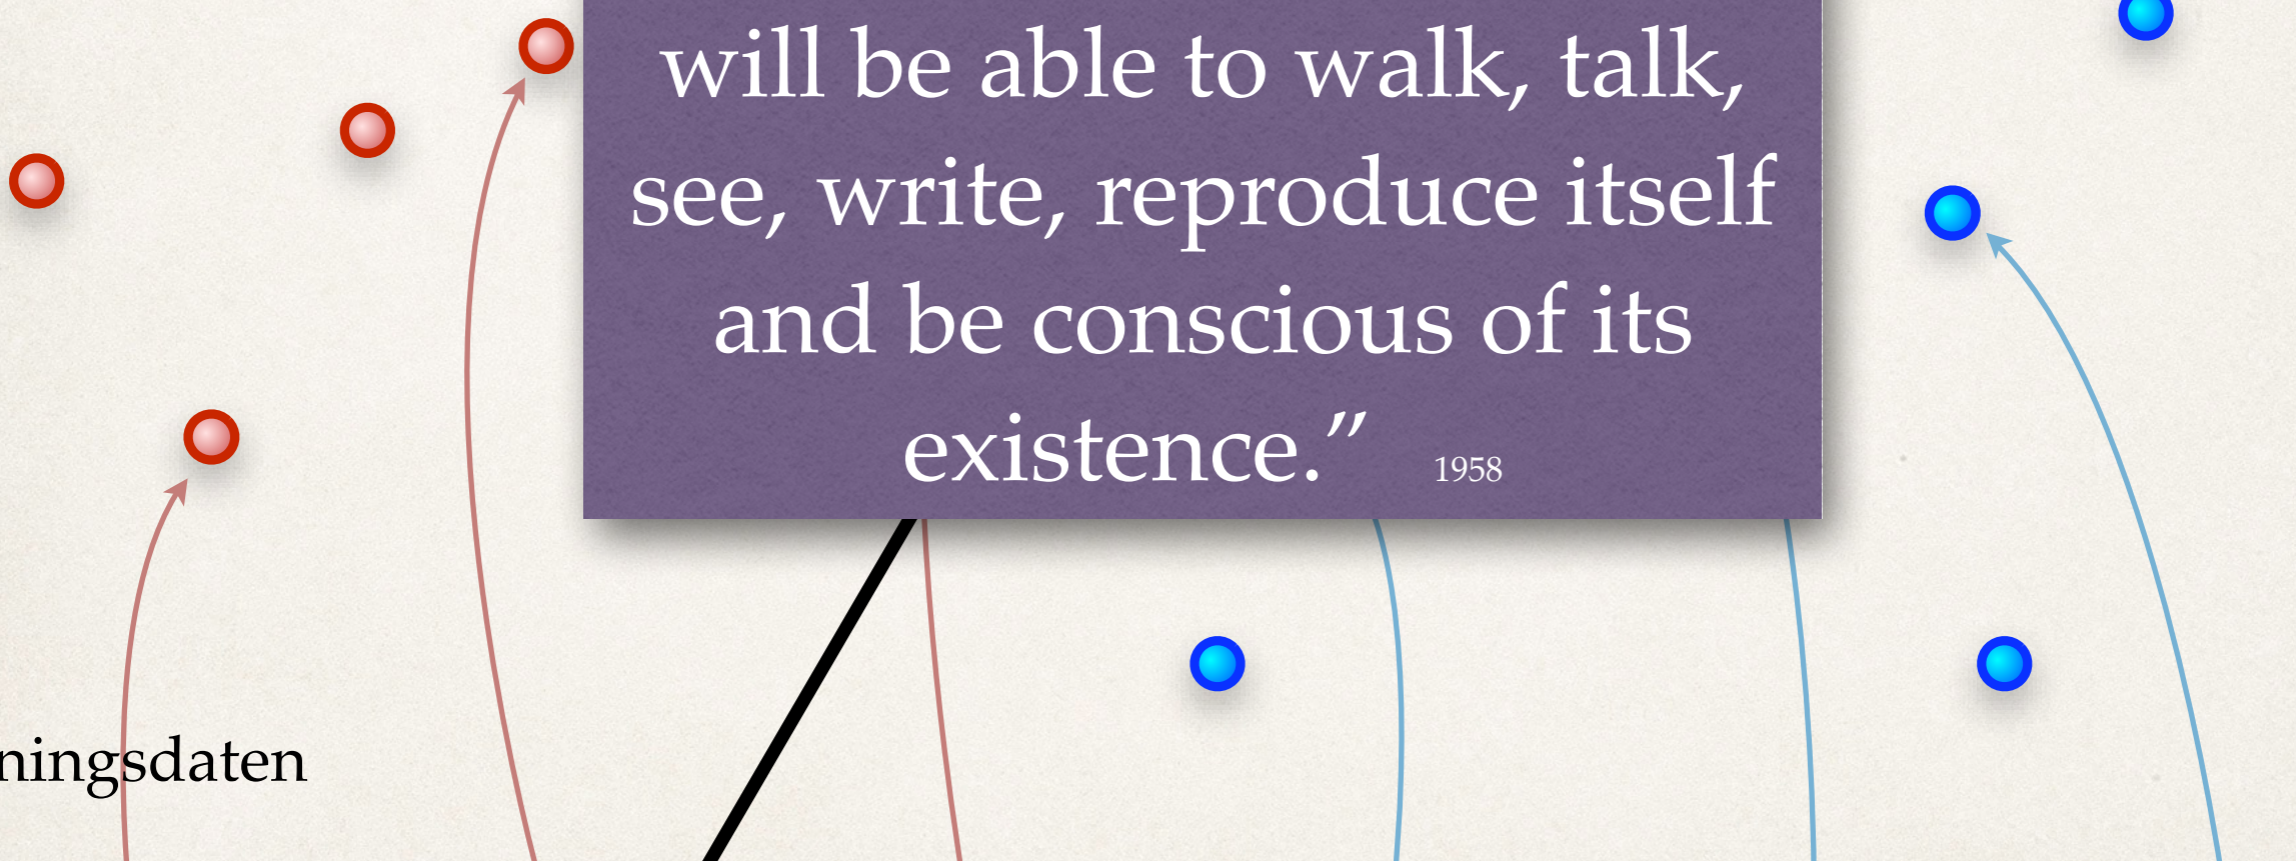 will be able to walk, talk,
see, write, reproduce itself
and be conscious of its
existence.” 1958
ningsdaten